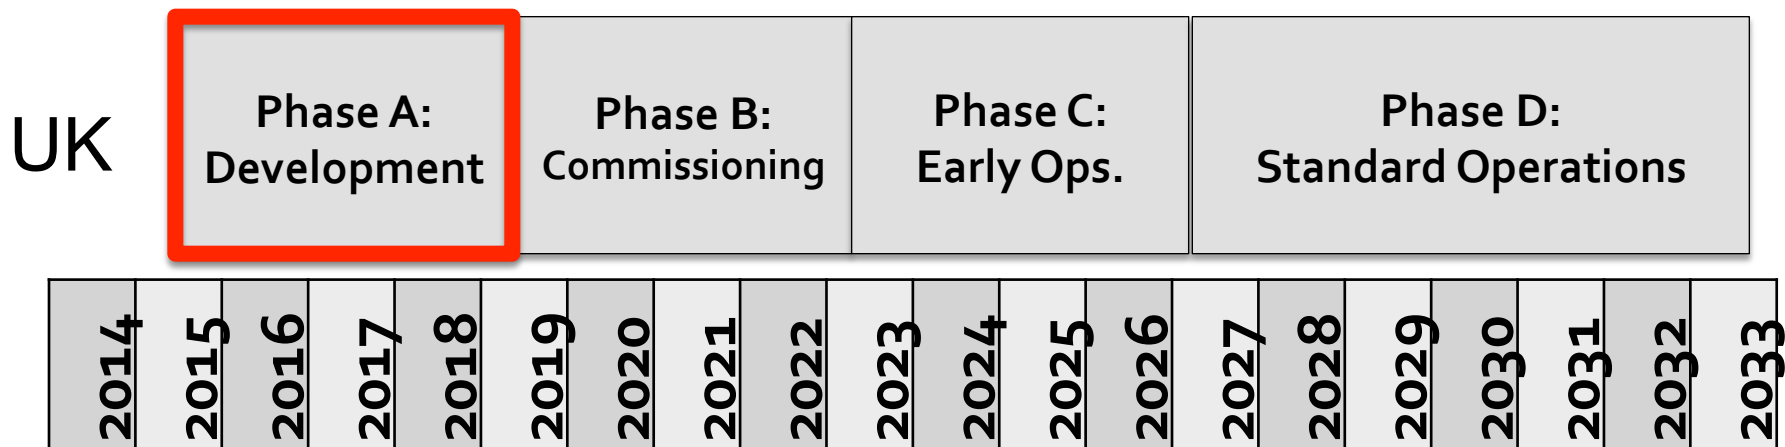 UK
Phase A:
Development
Phase B:
Commissioning
Phase C:
Early Ops.
Phase D:
Standard Operations
2014
2015
2016
2017
2018
2019
2020
2021
2022
2023
2024
2025
2026
2027
2028
2029
2030
2031
2032
2033